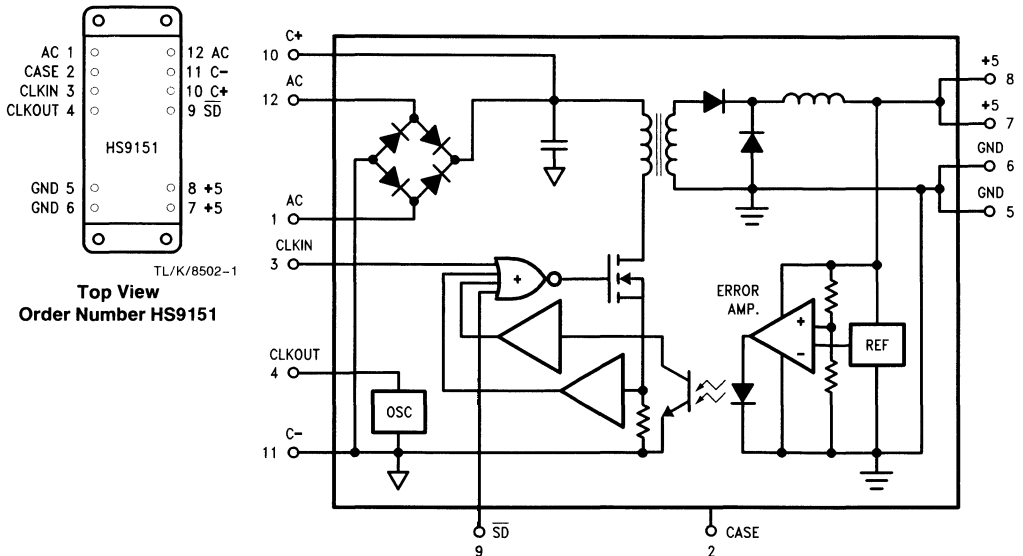 AC 1
CASE 2
CLKIN 3
CLKOUT 4
GND 5
GND 6
HS9151
12 AC
11 C-
10 C+
9 SD
8 +5
7 +5
TL/K/8502-1
Top View
Order Number HS9151
C+
10
AC
12
AC
1
CLKIN
3
CLKOUT
4
C-
11
OSC
+
ERROR
AMP.
+
-
REF
+5
8
+5
7
GND
6
GND
5
SD
9
CASE
2